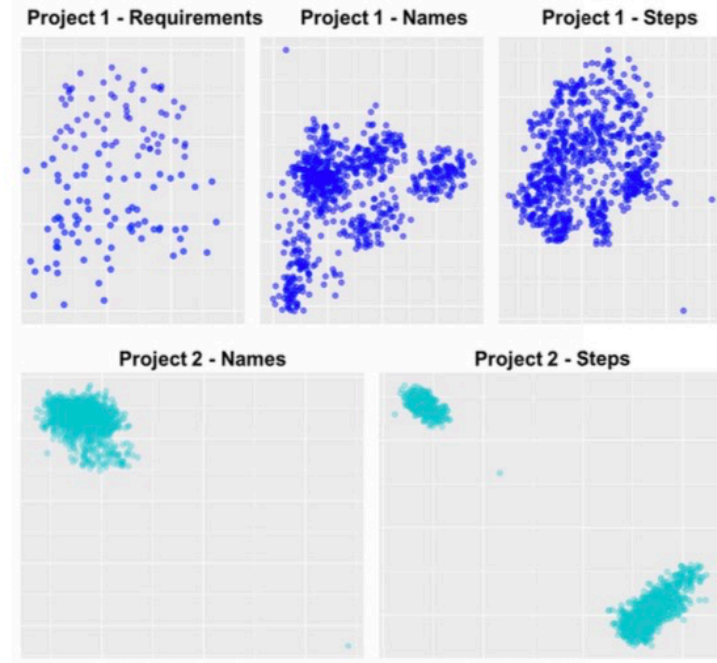 Project 1 - Requirements
Project 1 - Names
Project 1 - Steps
Project 2 - Names
Project 2 - Steps